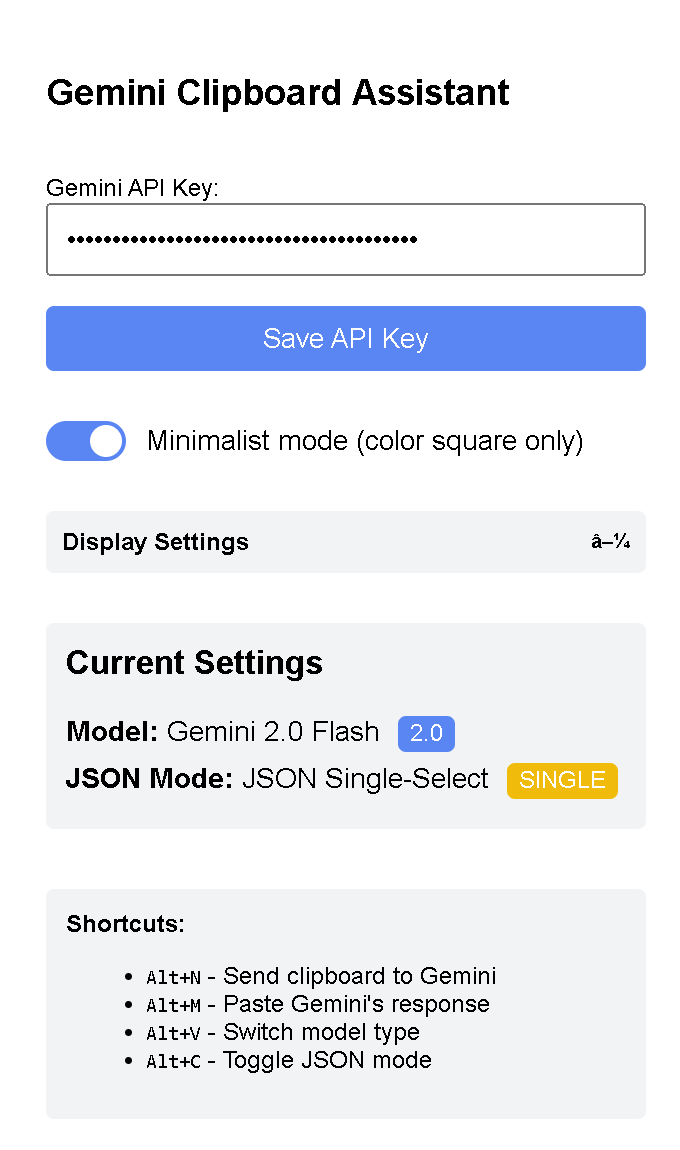 Gemini Clipboard Assistant
Gemini API Key:
•••••••••••••••••••••••••••••••••••••••
Save API Key
Minimalist mode (color square only)
Display Settings â–¼
Current Settings
Model: Gemini 2.0 Flash 2.0
JSON Mode: JSON Single-Select SINGLE
Shortcuts:
• Alt+N - Send clipboard to Gemini
• Alt+M - Paste Gemini's response
• Alt+V - Switch model type
• Alt+C - Toggle JSON mode